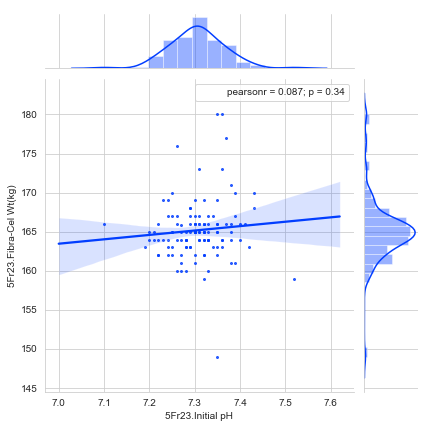 pearsonr = 0.087; p = 0.34
180
175
170
165
160
155
150
145
5Fr23.Fibra-Cel Wt(kg)
7.0 7.1 7.2 7.3 7.4 7.5 7.6
5Fr23.Initial pH